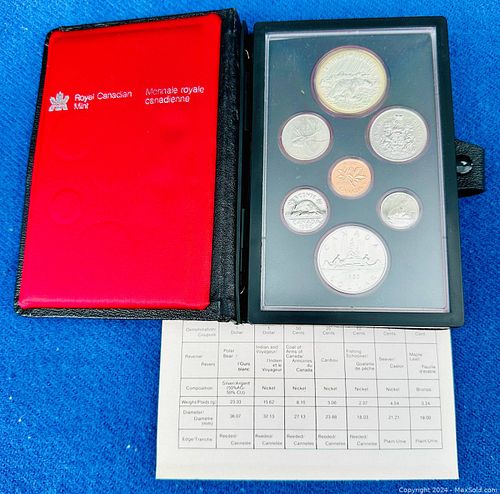 Royal Canadian
Mint
Monnaie royale
canadienne
CANADA
Denomination/
Coupure
Dollar
Dollar
50
Cents
Cents
Cents
Cents
Cent
Reverse/
Revers
Polar
Bear
/
l'Ours
blanc
Indian and
Voyageur/
l'Indien
et le
Voyageur
Coat of
Arms of
Canada/
Armoiries
du
Canada
Caribou
Fishing
Schooner/
Goélette
de pêche
Beaver/
Castor
Maple
Leaf/
Feuille
d'érable
Composition
Silver/Argent
(50%AG-
50% CU)
Nickel
Nickel
Nickel
Nickel
Nickel
Bronze
Weight/Poids (g)
23.33
15.62
8.10
5.06
2.07
4.54
3.24
Diameter/
Diamètre
(mm)
36.07
32.13
27.13
23.88
18.03
21.21
19.00
Edge/Tranche
Reeded/
Cannelée
Reeded/
Cannelée
Reeded/
Cannelée
Reeded/
Cannelée
Reeded/
Cannelée
Plain/Unie
Plain/Unie
Copyright 2024 - MaxSold.com